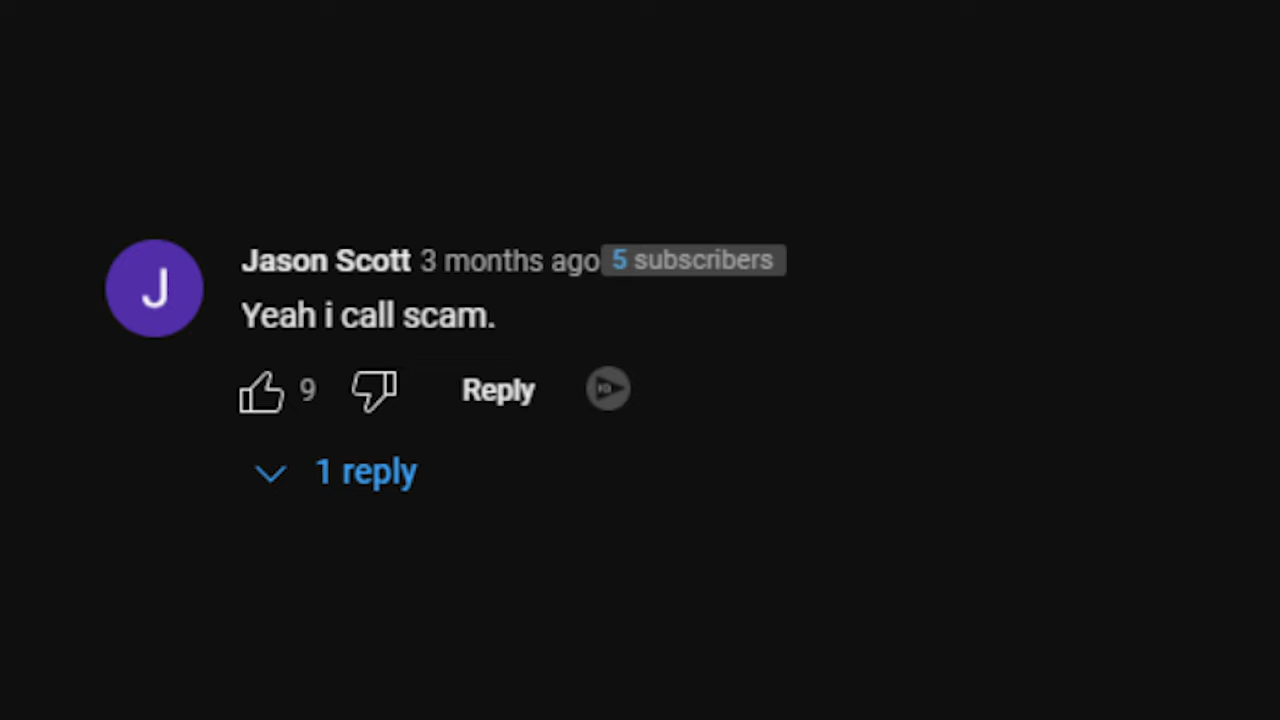 J
Jason Scott 3 months ago 5 subscribers
Yeah i call scam.
9 Reply
1 reply